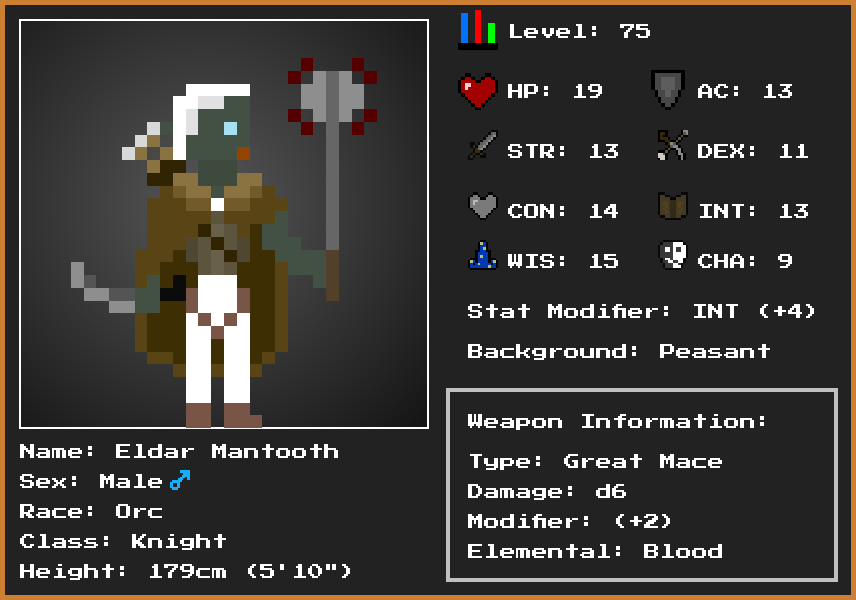 Level: 75
HP: 19 AC: 13
STR: 13 DEX: 11
CON: 14 INT: 13
WIS: 15 CHA: 9
Stat Modifier: INT (+4)
Background: Peasant
Weapon Information:
Type: Great Mace
Damage: d6
Modifier: (+2)
Elemental: Blood
Name: Eldar Mantooth
Sex: Male ♂
Race: Orc
Class: Knight
Height: 179cm (5'10")